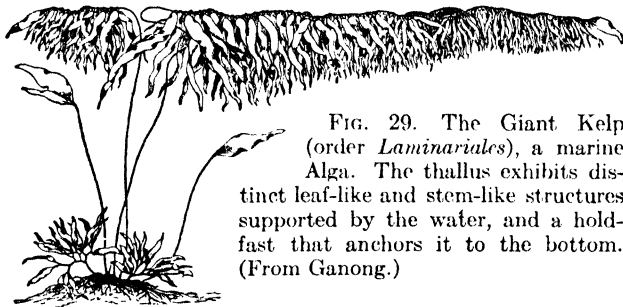 FIG. 29. The Giant Kelp
(order Laminariales), a marine
Alga. The thallus exhibits dis-
tinct leaf-like and stem-like structures
supported by the water, and a hold-
fast that anchors it to the bottom.
(From Ganong.)